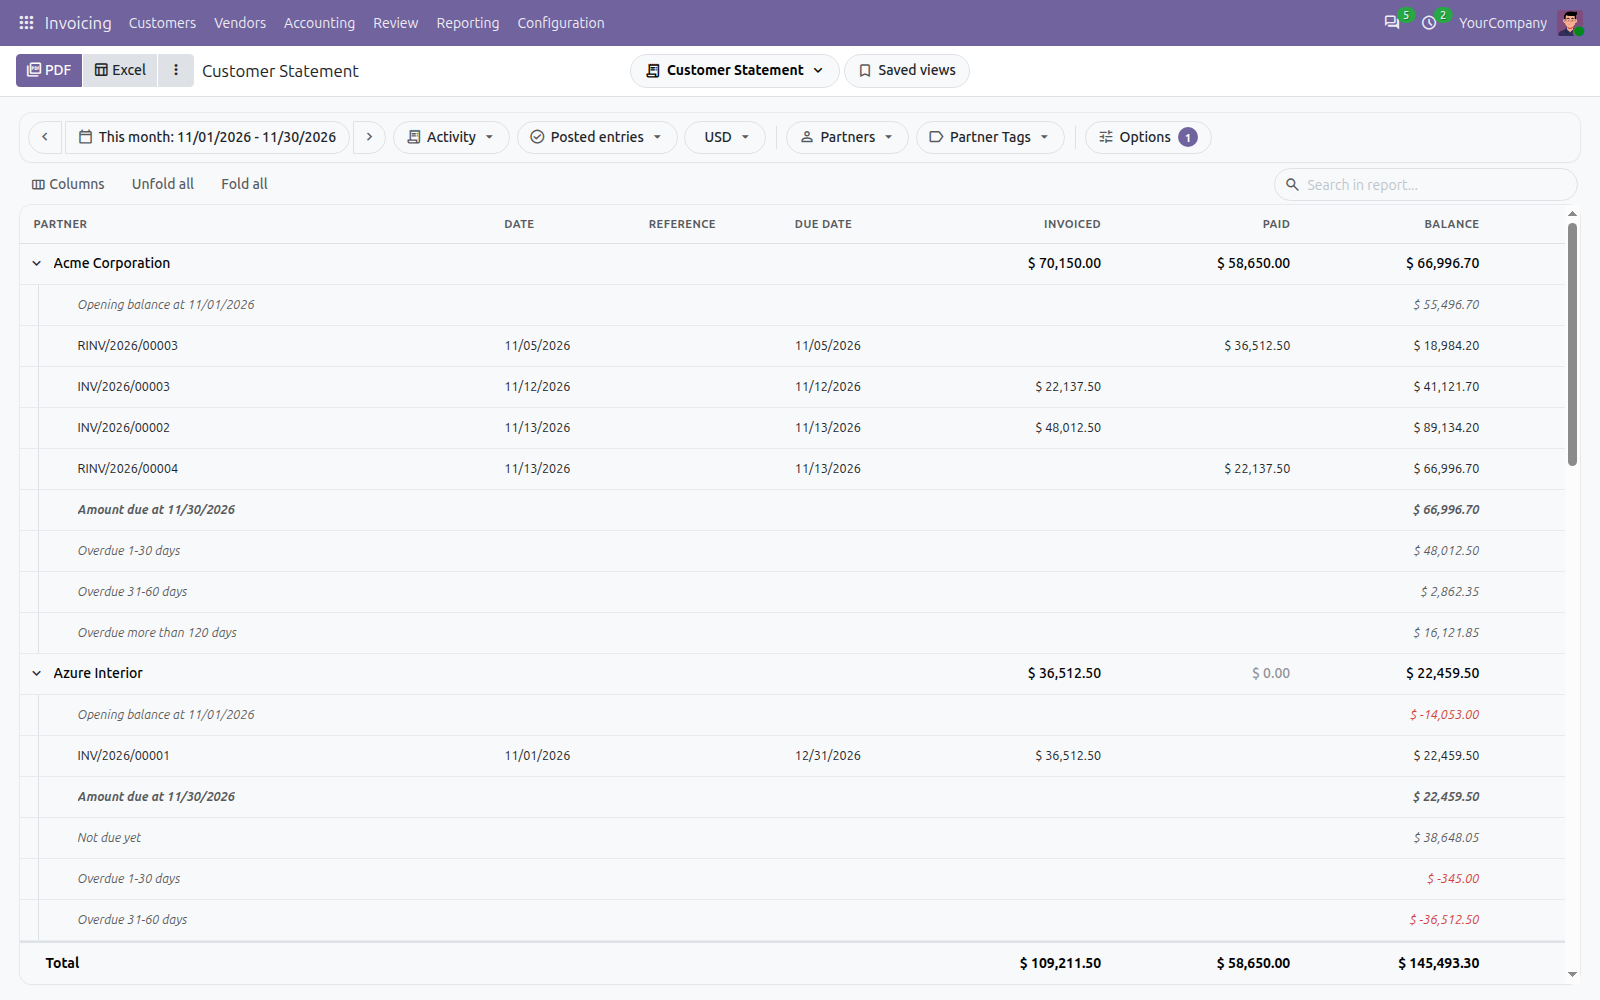 Invoicing Customers Vendors Accounting Review Reporting Configuration 5 2 YourCompany
PDF Excel Customer Statement Customer Statement Saved views
This month: 11/01/2026 - 11/30/2026 Activity Posted entries USD Partners Partner Tags Options 1
Columns Unfold all Fold all Search in report...
PARTNER DATE REFERENCE DUE DATE INVOICED PAID BALANCE
Acme Corporation $ 70,150.00 $ 58,650.00 $ 66,996.70
Opening balance at 11/01/2026 $ 55,496.70
RINV/2026/00003 11/05/2026 11/05/2026 $ 36,512.50 $ 18,984.20
INV/2026/00003 11/12/2026 11/12/2026 $ 22,137.50 $ 41,121.70
INV/2026/00002 11/13/2026 11/13/2026 $ 48,012.50 $ 89,134.20
RINV/2026/00004 11/13/2026 11/13/2026 $ 22,137.50 $ 66,996.70
Amount due at 11/30/2026 $ 66,996.70
Overdue 1-30 days $ 48,012.50
Overdue 31-60 days $ 2,862.35
Overdue more than 120 days $ 16,121.85
Azure Interior $ 36,512.50 $ 0.00 $ 22,459.50
Opening balance at 11/01/2026 $ -14,053.00
INV/2026/00001 11/01/2026 12/31/2026 $ 36,512.50 $ 22,459.50
Amount due at 11/30/2026 $ 22,459.50
Not due yet $ 38,648.05
Overdue 1-30 days $ -345.00
Overdue 31-60 days $ -36,512.50
Total $ 109,211.50 $ 58,650.00 $ 145,493.30